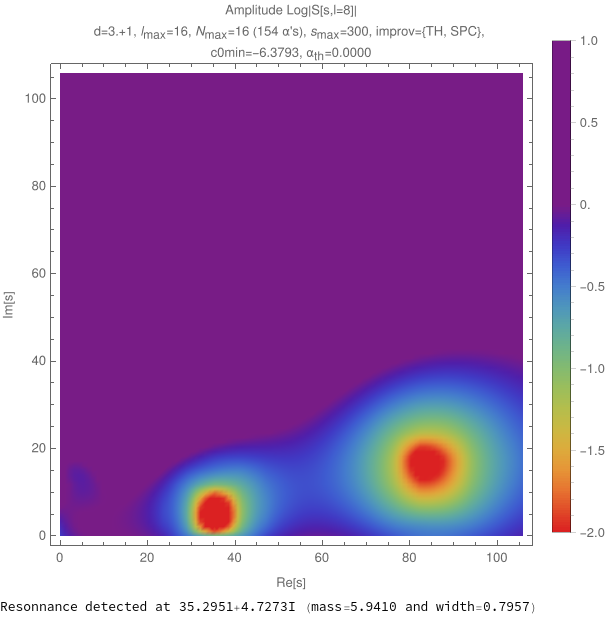 Amplitude Log|S[s,l=8]|
d=3.+1, lmax=16, Nmax=16 (154 α's), smax=300, improv={TH, SPC},
c0min=−6.3793, αth=0.0000
Im[s]
100
80
60
40
20
0
0 20 40 60 80 100
Re[s]
1.0
0.5
0.
−0.5
−1.0
−1.5
−2.0
Resonnance detected at 35.2951+4.7273I (mass=5.9410 and width=0.7957)